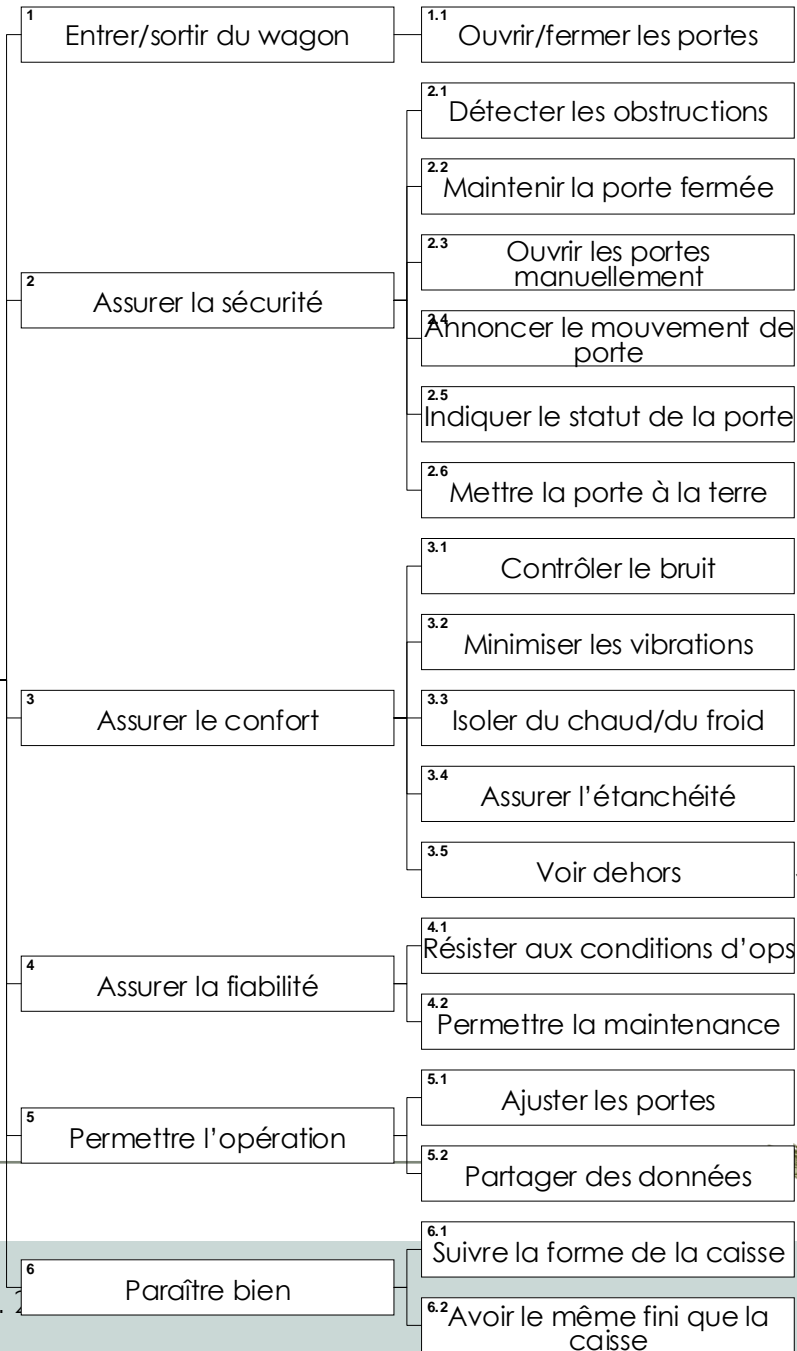 1
Entrer/sortir du wagon
1.1
Ouvrir/fermer les portes
2
Assurer la sécurité
2.1
Détecter les obstructions
2.2
Maintenir la porte fermée
2.3
Ouvrir les portes
manuellement
2.4
Annoncer le mouvement de
porte
2.5
Indiquer le statut de la porte
2.6
Mettre la porte à la terre
3
Assurer le confort
3.1
Contrôler le bruit
3.2
Minimiser les vibrations
3.3
Isoler du chaud/du froid
3.4
Assurer l’étanchéité
3.5
Voir dehors
4
Assurer la fiabilité
4.1
Résister aux conditions d’ops
4.2
Permettre la maintenance
5
Permettre l’opération
5.1
Ajuster les portes
5.2
Partager des données
6
Paraître bien
6.1
Suivre la forme de la caisse
6.2
Avoir le même fini que la
caisse